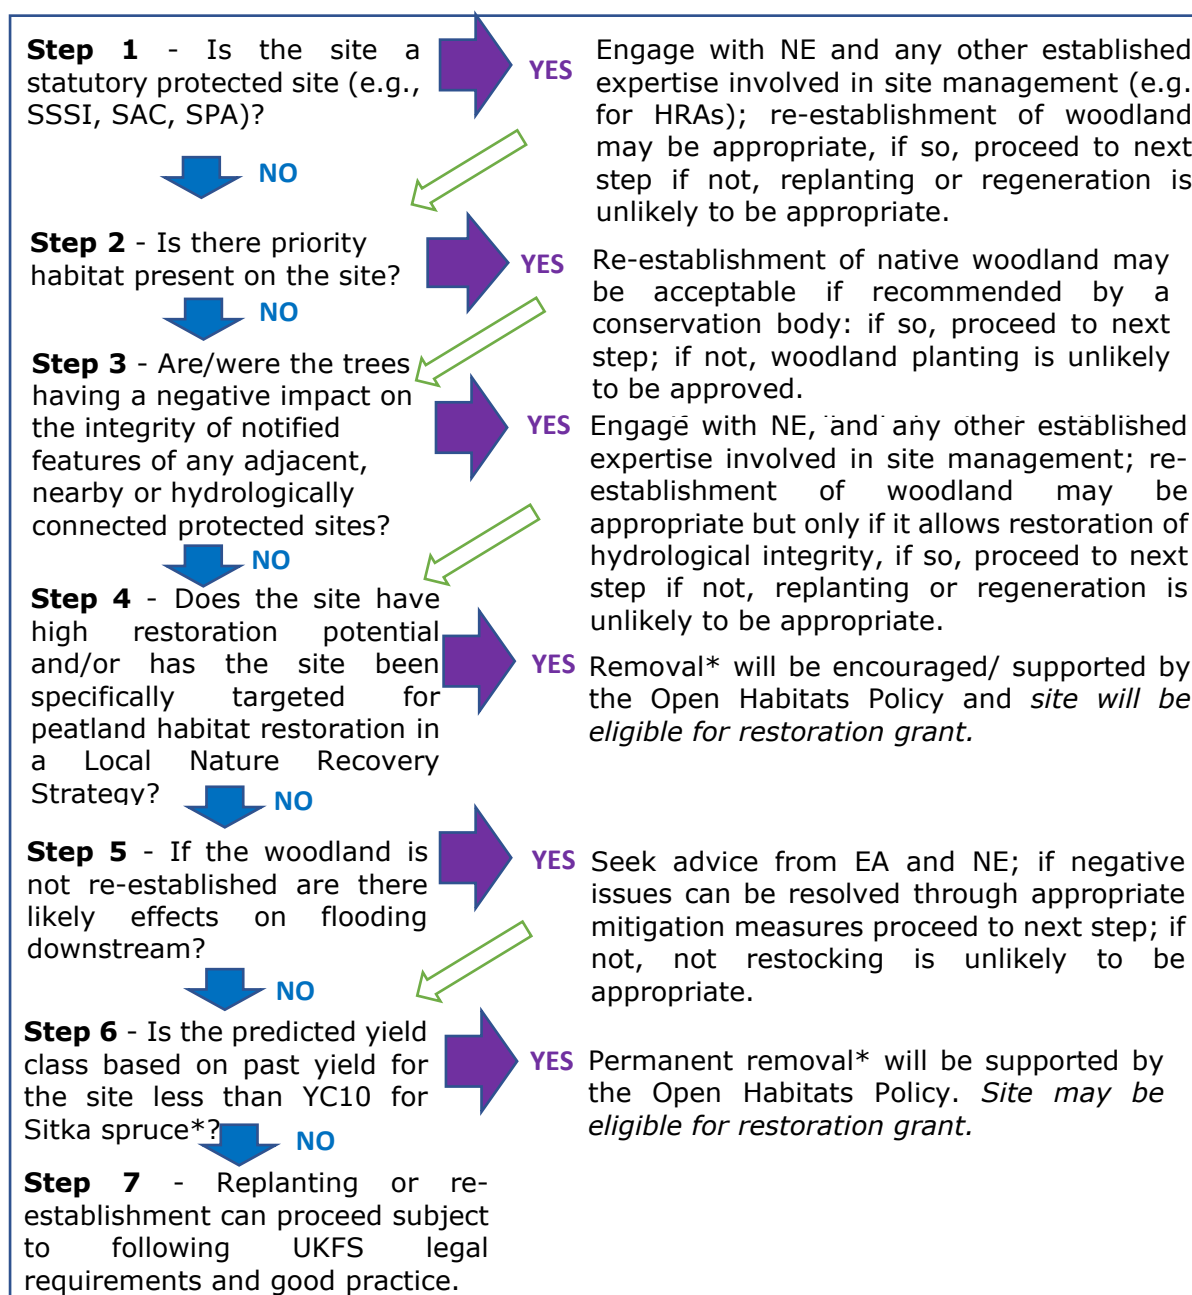 Step 1 - Is the site a
statutory protected site (e.g.,
SSSI, SAC, SPA)?
YES
Engage with NE and any other established
expertise involved in site management (e.g.
for HRAs); re-establishment of woodland
may be appropriate, if so, proceed to next
step if not, replanting or regeneration is
unlikely to be appropriate.
NO
Step 2 - Is there priority
habitat present on the site?
YES
Re-establishment of native woodland may
be acceptable if recommended by a
conservation body: if so, proceed to next
step; if not, woodland planting is unlikely
to be approved.
NO
Step 3 - Are/were the trees
having a negative impact on
the integrity of notified
features of any adjacent,
nearby or hydrologically
connected protected sites?
YES
Engage with NE, and any other established
expertise involved in site management; re-
establishment of woodland may be
appropriate but only if it allows restoration of
hydrological integrity, if so, proceed to next
step if not, replanting or regeneration is
unlikely to be appropriate.
NO
Step 4 - Does the site have
high restoration potential
and/or has the site been
specifically targeted for
peatland habitat restoration in
a Local Nature Recovery
Strategy?
YES
Removal* will be encouraged/ supported by
the Open Habitats Policy and site will be
eligible for restoration grant.
NO
Step 5 - If the woodland is
not re-established are there
likely effects on flooding
downstream?
YES
Seek advice from EA and NE; if negative
issues can be resolved through appropriate
mitigation measures proceed to next step; if
not, not restocking is unlikely to be
appropriate.
NO
Step 6 - Is the predicted yield
class based on past yield for
the site less than YC10 for
Sitka spruce*?
YES
Permanent removal* will be supported by
the Open Habitats Policy. Site may be
eligible for restoration grant.
NO
Step 7 - Replanting or re-
establishment can proceed subject
to following UKFS legal
requirements and good practice.